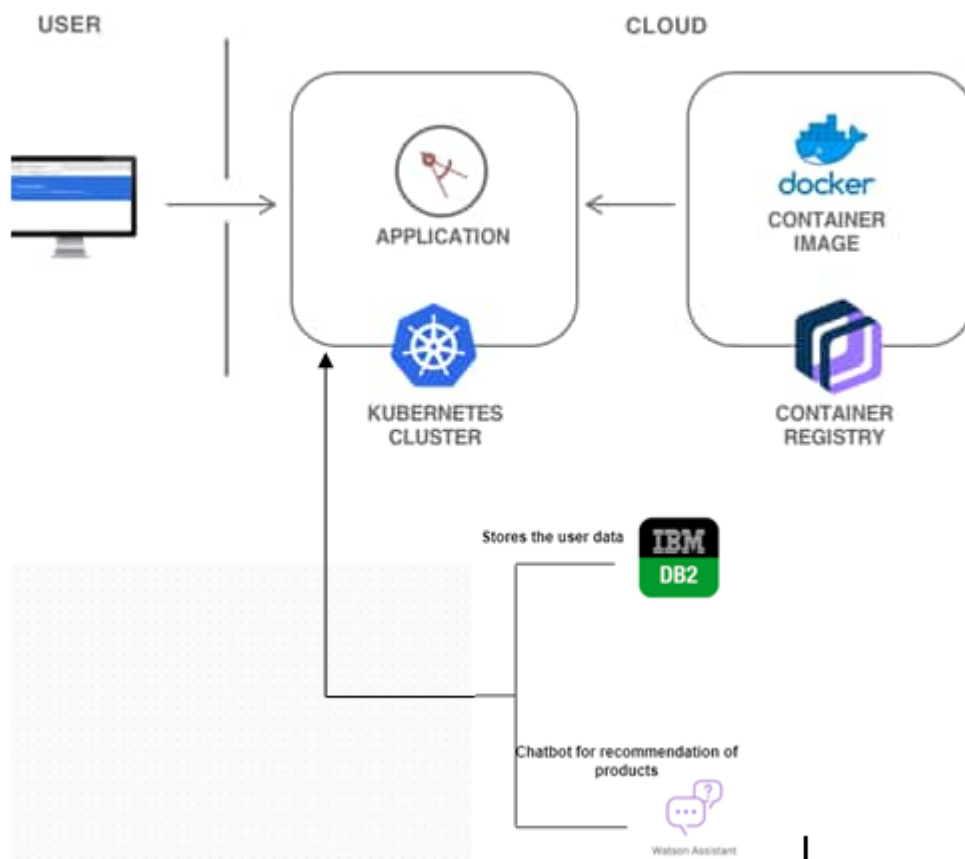 USER
CLOUD
docker
APPLICATION
CONTAINER
IMAGE
KUBERNETES
CLUSTER
CONTAINER
REGISTRY
Stores the user data
IBM
DB2
Chatbot for recommendation of
products
Watson Assistant